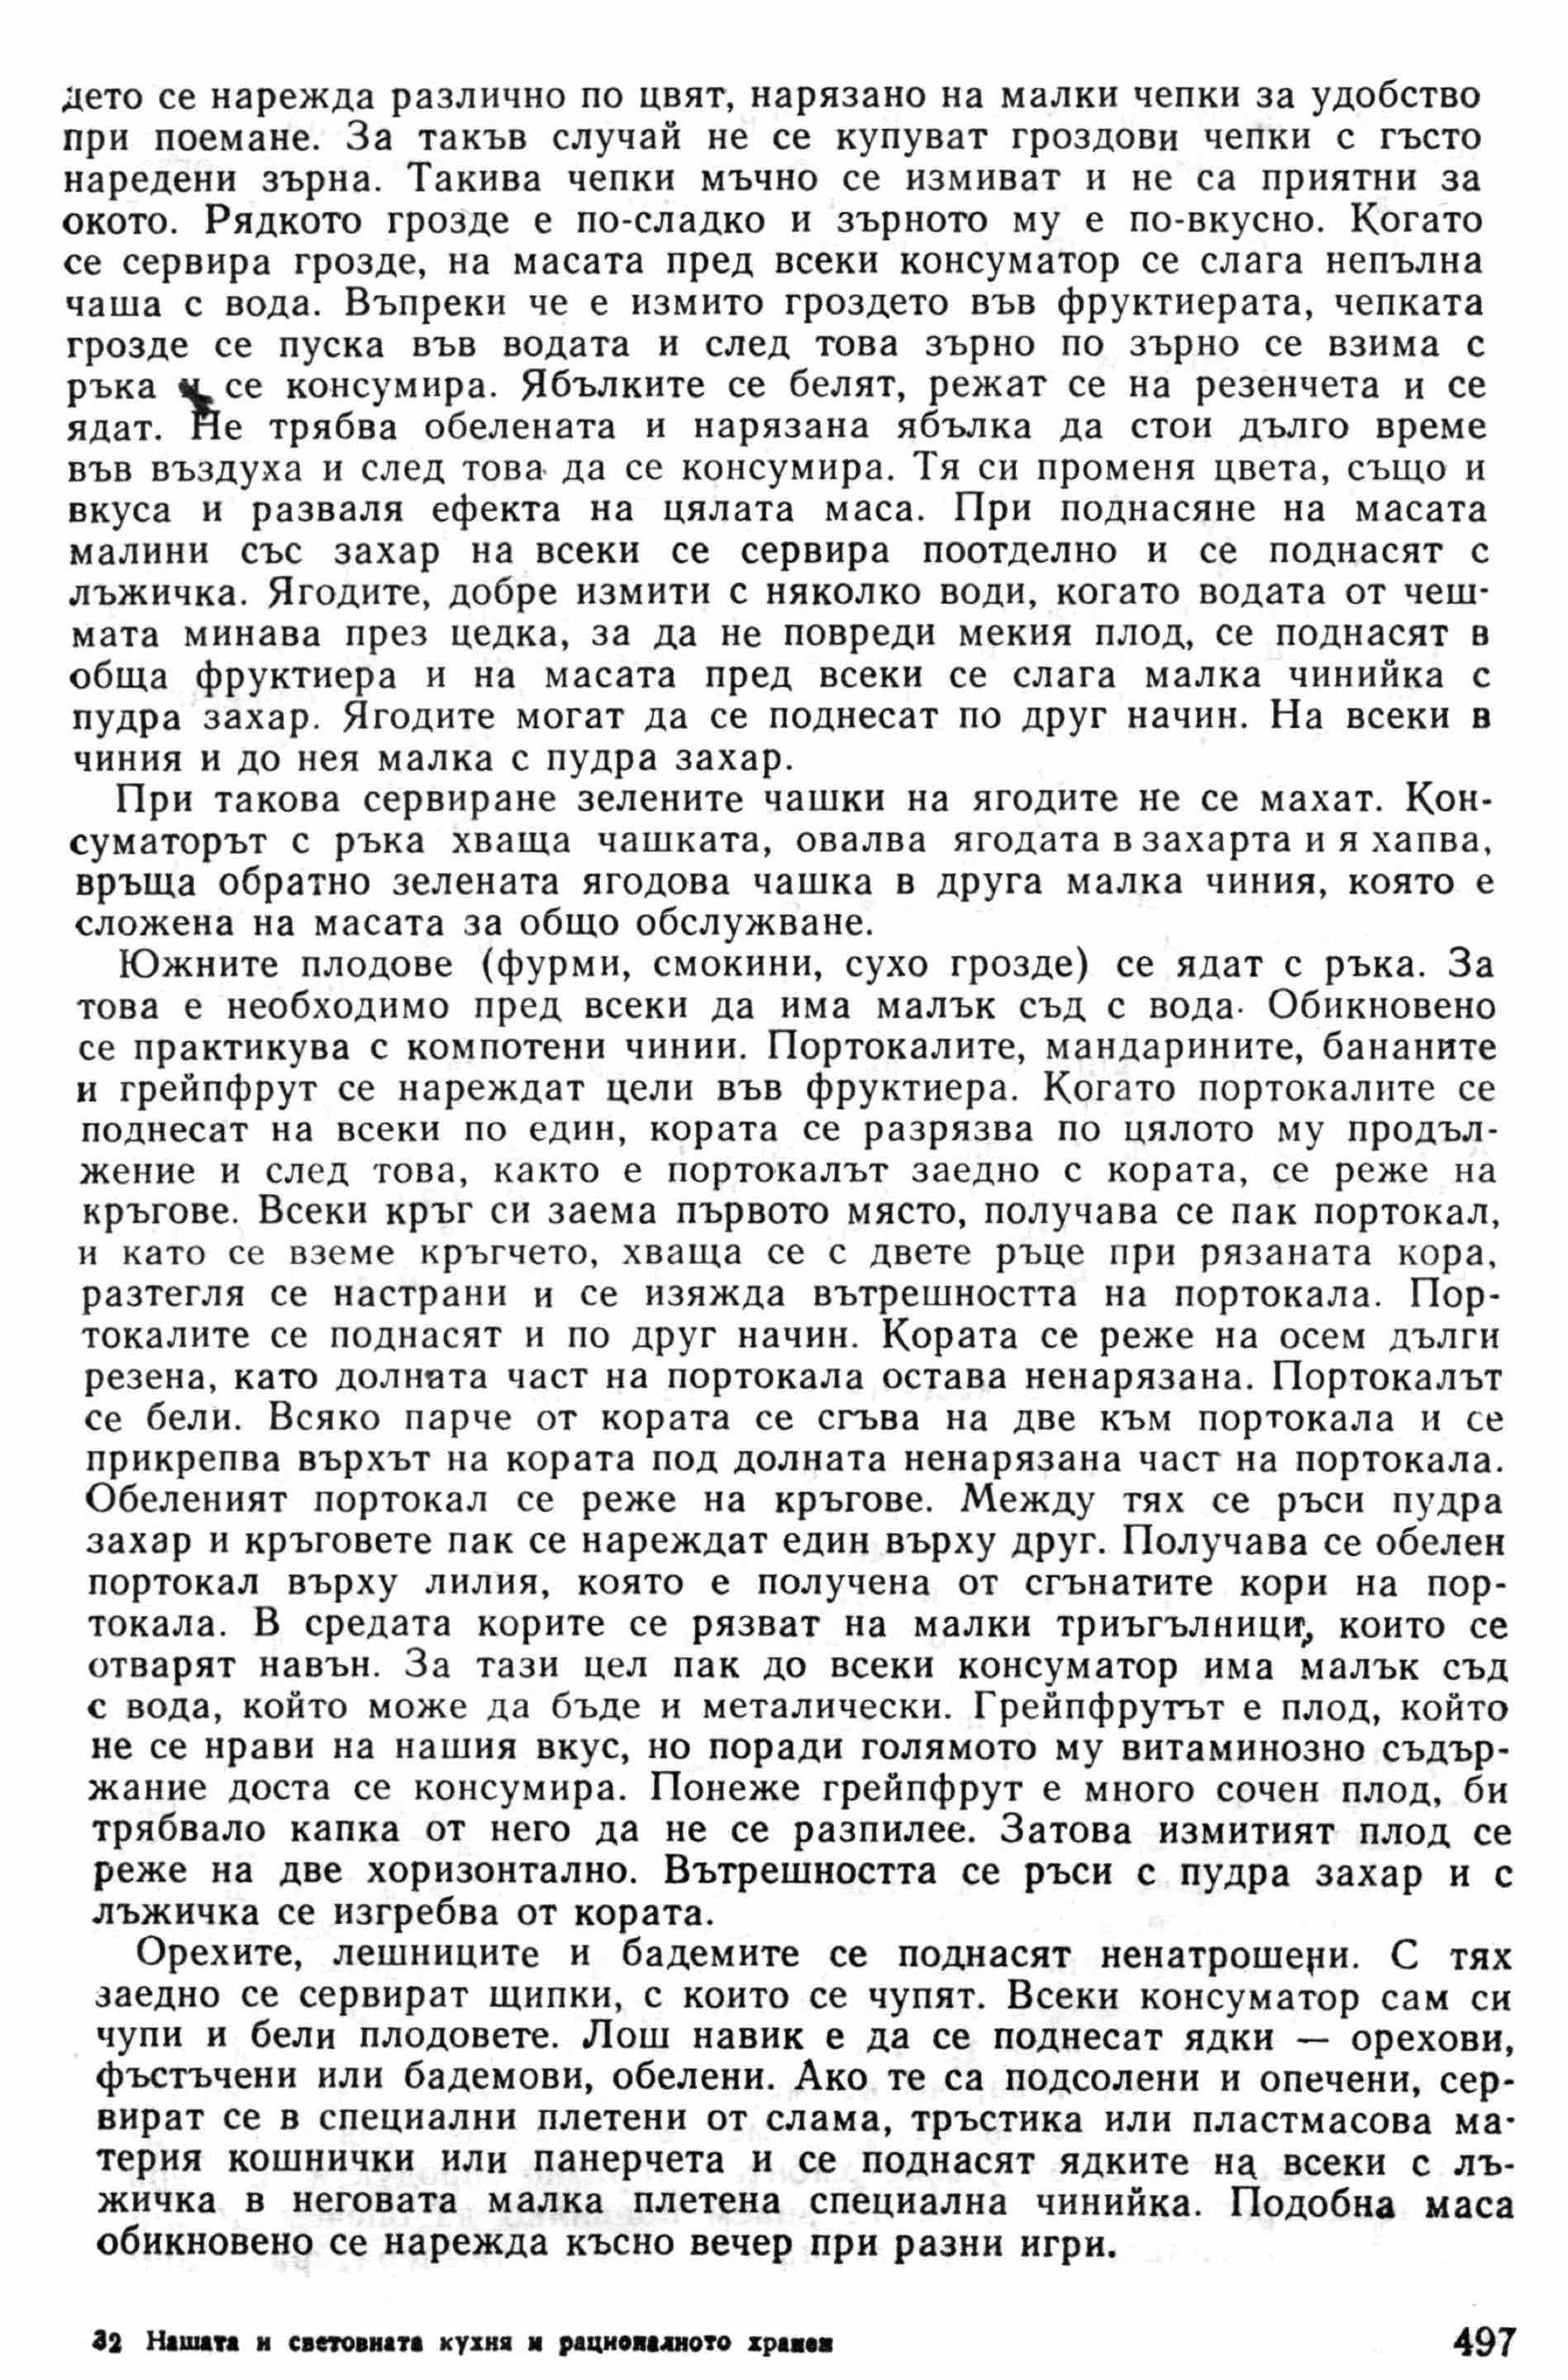 дето се нарежда различно по цвят, нарязано на малки чепки за удобство
при поемане. За такъв случай не се купуват гроздови чепки с гъсто
наредени зърна. Такива чепки мъчно се измиват и не са приятни за
окото. Рядкото грозде е по-сладко и зърното му е по-вкусно. Когато
се сервира грозде, на масата пред всеки консуматор се слага непълна
чаша с вода. Въпреки че е измито гроздето във фруктиерата, чепката
грозде се пуска във водата и след това зърно по зърно се взима с
ръка и се консумира. Ябълките се белят, режат се на резенчета и се
ядат. Не трябва обелената и нарязана ябълка да стои дълго време
във въздуха и след това да се консумира. Тя си променя цвета, също и
вкуса и разваля ефекта на цялата маса. При поднасяне на масата
малини със захар на всеки се сервира поотделно и се поднасят с
лъжичка. Ягодите, добре измити с няколко води, когато водата от чеш-
мата минава през цедка, за да не повреди мекия плод, се поднасят в
обща фруктиера и на масата пред всеки се слага малка чинийка с
пудра захар. Ягодите могат да се поднесат по друг начин. На всеки в
чиния и до нея малка с пудра захар.
При такова сервиране зелените чашки на ягодите не се махат. Кон-
суматорът с ръка хваща чашката, овалва ягодата в захарта и я хапва,
връща обратно зелената ягодова чашка в друга малка чиния, която е
сложена на масата за общо обслужване.
Южните плодове (фурми, смокини, сухо грозде) се ядат с ръка. За
това е необходимо пред всеки да има малък съд с вода. Обикновено
се практикува с компотени чинии. Портокалите, мандарините, бананите
и грейпфрут се нареждат цели във фруктиера. Когато портокалите се
поднесат на всеки по един, кората се разрязва по цялото му продъл-
жение и след това, както е портокалът заедно с кората, се реже на
кръгове. Всеки кръг си заема първото място, получава се пак портокал,
и като се вземе кръгчето, хваща се с двете ръце при рязаната кора,
разтегля се настрани и се изяжда вътрешността на портокала. Пор-
токалите се поднасят и по друг начин. Кората се реже на осем дълги
резена, като долната част на портокала остава ненарязана. Портокалът
се бели. Всяко парче от кората се сгъва на две към портокала и се
прикрепва върхът на кората под долната ненарязана част на портокала.
Обеленият портокал се реже на кръгове. Между тях се ръси пудра
захар и кръговете пак се нареждат един върху друг. Получава се обелен
портокал върху лилия, която е получена от сгънатите кори на пор-
токала. В средата корите се рязват на малки триъгълници, които се
отварят навън. За тази цел пак до всеки консуматор има малък съд
с вода, който може да бъде и металически. Грейпфрутът е плод, който
не се нрави на нашия вкус, но поради голямото му витаминозно съдър-
жание доста се консумира. Понеже грейпфрут е много сочен плод, би
трябвало капка от него да не се разпилее. Затова измитият плод се
реже на две хоризонтално. Вътрешността се ръси с пудра захар и с
лъжичка се изгребва от кората.
Орехите, лешниците и бадемите се поднасят ненатрошени. С тях
заедно се сервират щипки, с които се чупят. Всеки консуматор сам си
чупи и бели плодовете. Лош навик е да се поднесат ядки — орехови,
фъстъчени или бадемови, обелени. Ако те са подсолени и опечени, сер-
вират се в специални плетени от слама, тръстика или пластмасова ма-
терия кошнички или панерчета и се поднасят ядките на всеки с лъ-
жичка в неговата малка плетена специална чинийка. Подобна маса
обикновено се нарежда късно вечер при разни игри.
32 Нашата и световната кухня и рационалното хранен
497